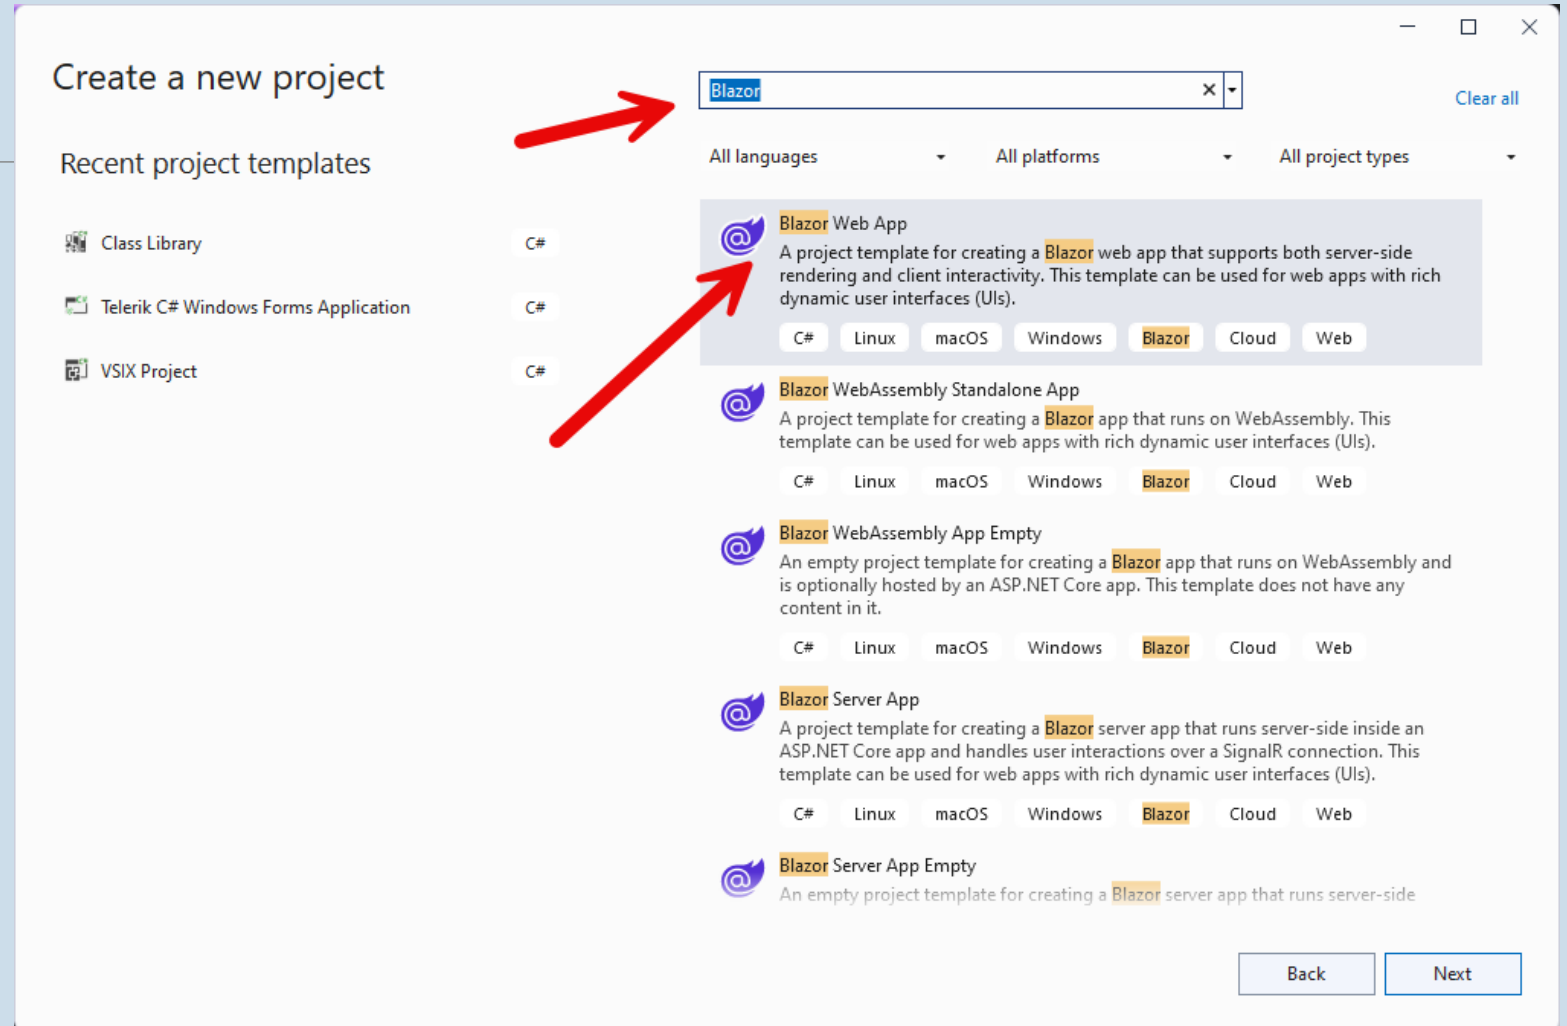 Create a new project
Recent project templates
Class Library
C#
Telerik C# Windows Forms Application
C#
VSIX Project
C#
Blazor
Clear all
All languages
All platforms
All project types
Blazor Web App
A project template for creating a Blazor web app that supports both server-side
rendering and client interactivity. This template can be used for web apps with rich
dynamic user interfaces (UIs).
C# Linux macOS Windows Blazor Cloud Web
Blazor WebAssembly Standalone App
A project template for creating a Blazor app that runs on WebAssembly. This
template can be used for web apps with rich dynamic user interfaces (UIs).
C# Linux macOS Windows Blazor Cloud Web
Blazor WebAssembly App Empty
An empty project template for creating a Blazor app that runs on WebAssembly and
is optionally hosted by an ASP.NET Core app. This template does not have any
content in it.
C# Linux macOS Windows Blazor Cloud Web
Blazor Server App
A project template for creating a Blazor server app that runs server-side inside an
ASP.NET Core app and handles user interactions over a SignalR connection. This
template can be used for web apps with rich dynamic user interfaces (UIs).
C# Linux macOS Windows Blazor Cloud Web
Blazor Server App Empty
An empty project template for creating a Blazor server app that runs server-side
Back
Next